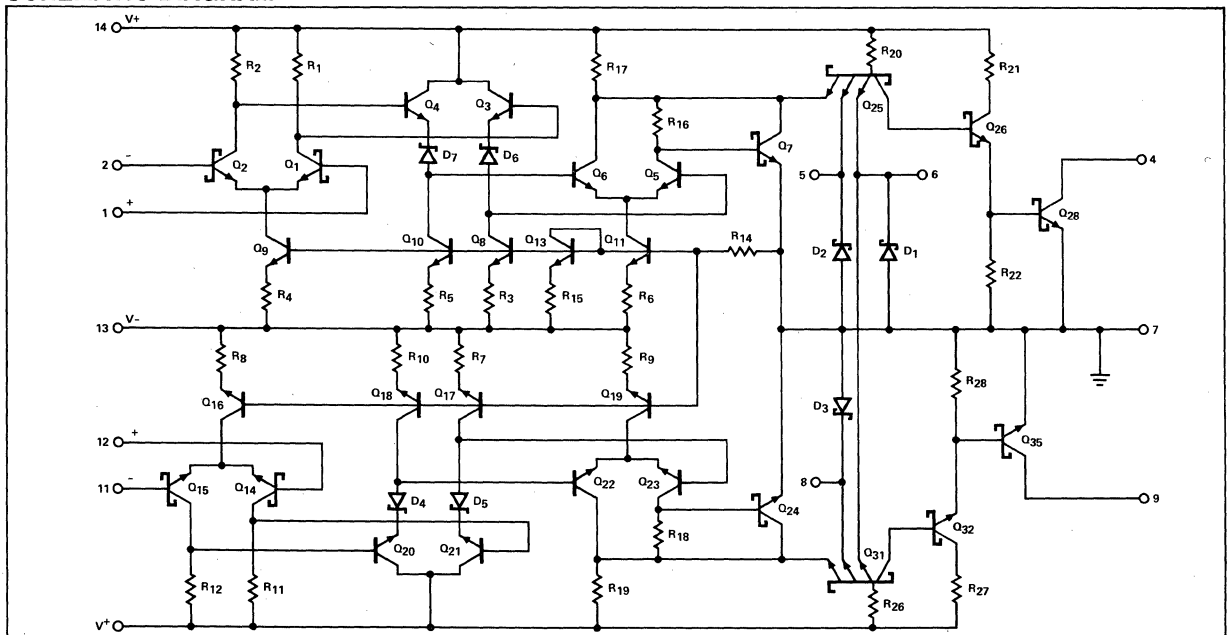 14 V+
R2
R1
R17
R20
R21
Q4
Q3
Q25
R16
Q26
D7
D6
Q7
2 −
Q2
Q1
Q6
Q5
5
6
4
1 +
Q28
Q9
Q10
Q8
Q13
Q11
R14
D2
D1
R4
R5
R3
R15
R6
R22
13 V−
7
R8
R10
R7
R9
R28
Q16
Q18
Q17
Q19
D3
12 +
Q35
11 −
Q15
Q14
Q22
Q23
8
D4
D5
Q24
9
Q20
Q21
R18
Q31
Q32
R12
R11
R19
R26
R27
V+